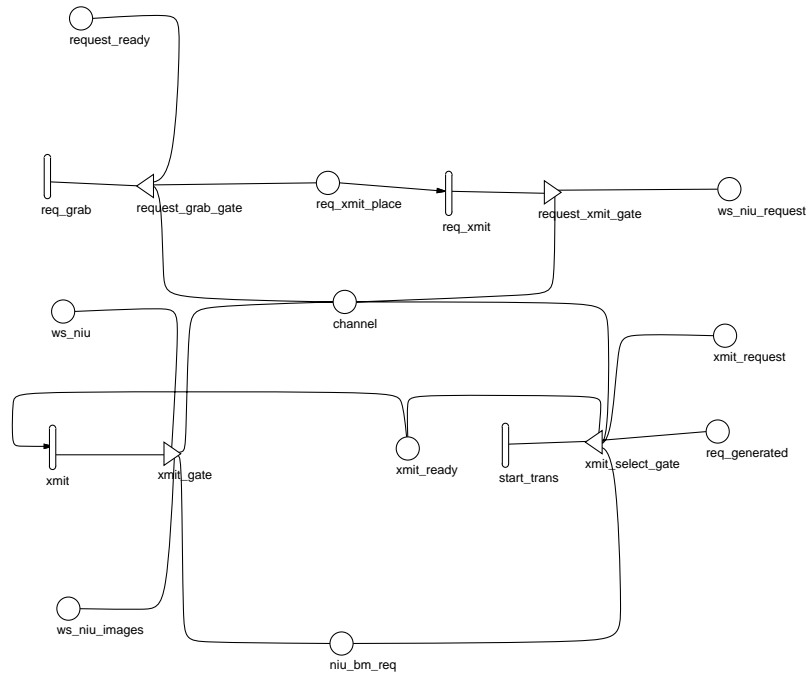 request_ready
req_grab
request_grab_gate
req_xmit_place
req_xmit
request_xmit_gate
ws_niu_request
channel
ws_niu
xmit_request
xmit
xmit_gate
xmit_ready
start_trans
xmit_select_gate
req_generated
ws_niu_images
niu_bm_req